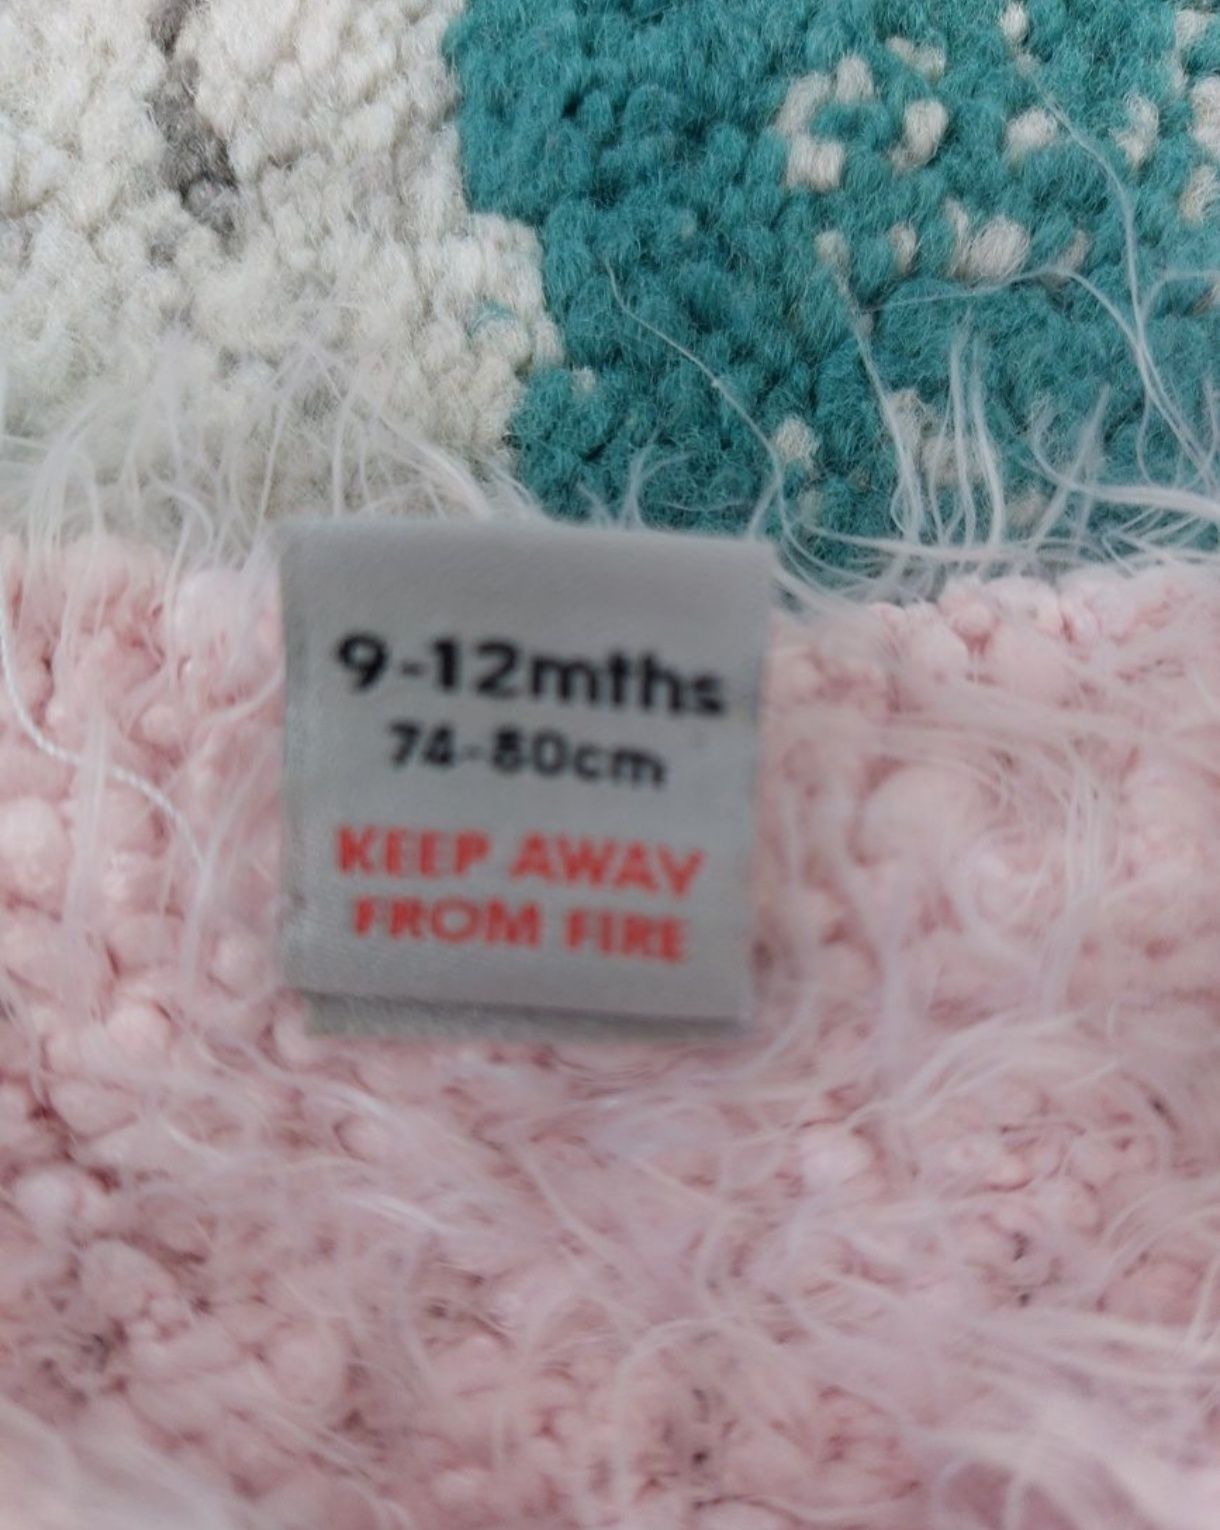 9-12mths
74-80cm
KEEP AWAY
FROM FIRE